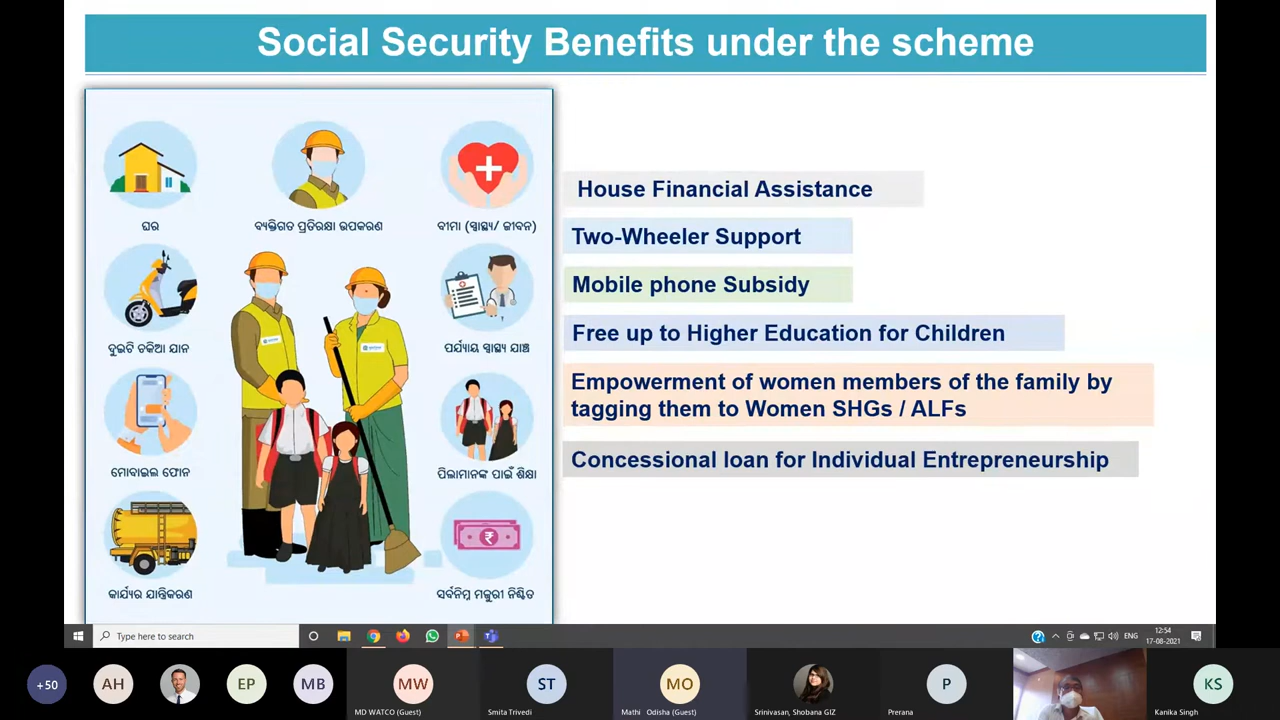 Social Security Benefits under the scheme
ଘର
ବ୍ୟକ୍ତିଗତ ପ୍ରତିରକ୍ଷା ଉପକରଣ
ବୀମା (ସ୍ୱାସ୍ଥ୍ୟ/ ଜୀବନ)
ଦୁଇଟି ଚକିଆ ଯାନ
ପର୍ଯ୍ୟାୟ ସ୍ୱାସ୍ଥ୍ୟ ଯାଞ୍ଚ
ମୋବାଇଲ ଫୋନ
ପିଲାମାନଙ୍କ ପାଇଁ ଶିକ୍ଷା
କାର୍ଯ୍ୟର ଯାନ୍ତ୍ରିକରଣ
ସର୍ବନିମ୍ନ ମଜୁରୀ ନିଶ୍ଚିତ
House Financial Assistance
Two-Wheeler Support
Mobile phone Subsidy
Free up to Higher Education for Children
Empowerment of women members of the family by
tagging them to Women SHGs / ALFs
Concessional loan for Individual Entrepreneurship
Type here to search
ENG
12:54
17-08-2021
+50
AH
EP
MB
MW
MD WATCO (Guest)
ST
Smita Trivedi
MO
Mathi Odisha (Guest)
Srinivasan, Shobana GIZ
P
Prerana
KS
Kanika Singh